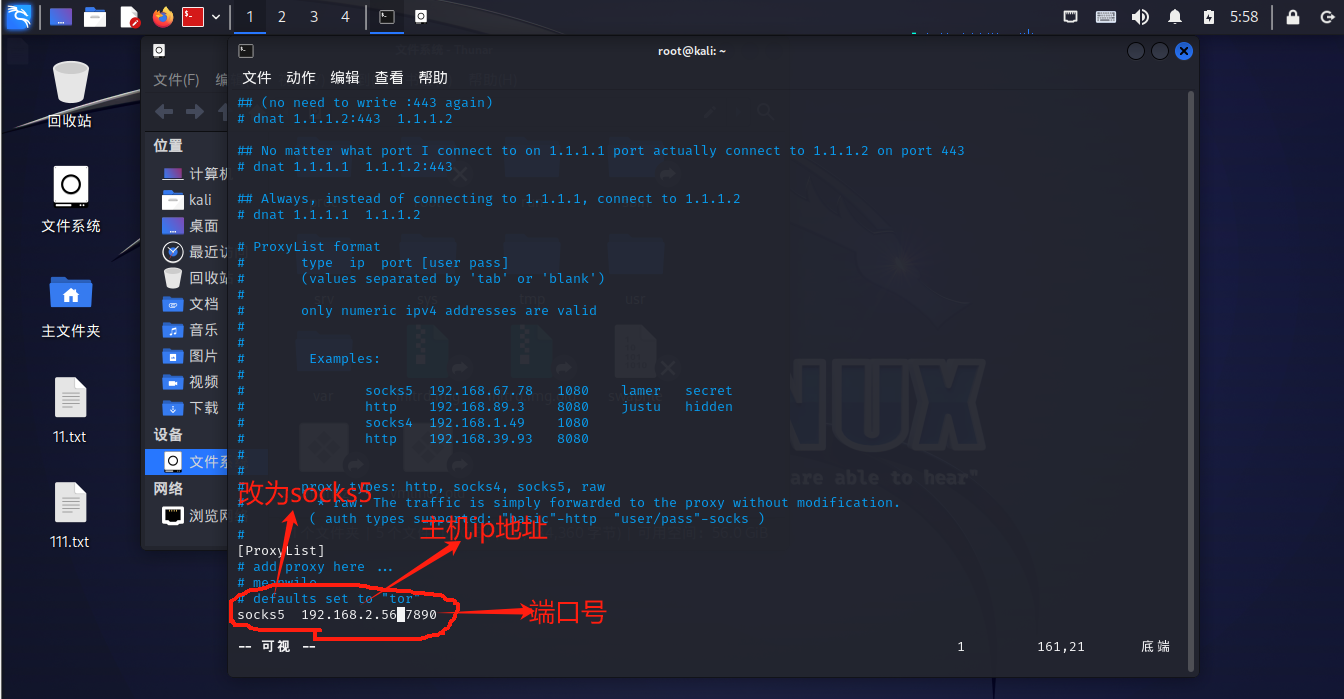 1 2 3 4 5:58
文件(F)
root@kali: ~
文件 动作 编辑 查看 帮助
回收站
文件系统
主文件夹
11.txt
111.txt
位置
计算机
kali
桌面
最近访
回收站
文档
音乐
图片
视频
下载
设备
文件系
网络
浏览网
## (no need to write :443 again)
# dnat 1.1.1.2:443  1.1.1.2
## No matter what port I connect to on 1.1.1.1 port actually connect to 1.1.1.2 on port 443
# dnat 1.1.1.1  1.1.1.2:443
## Always, instead of connecting to 1.1.1.1, connect to 1.1.1.2
# dnat 1.1.1.1  1.1.1.2
# ProxyList format
#       type  ip  port [user pass]
#       (values separated by 'tab' or 'blank')
#
#       only numeric ipv4 addresses are valid
#
#
#        Examples:
#
#               socks5  192.168.67.78   1080    lamer   secret
#               http    192.168.89.3    8080    justu   hidden
#               socks4  192.168.1.49    1080
#               http    192.168.39.93   8080
#
#
#       proxy types: http, socks4, socks5, raw
#         * raw: The traffic is simply forwarded to the proxy without modification.
#        ( auth types supported: "basic"-http  "user/pass"-socks )
#
[ProxyList]
# add proxy here ...
# meanwile
# defaults set to "tor"
socks5  192.168.2.56 7890
改为socks5
主机ip地址
端口号
-- 可视 --
1 161,21 底端
are able to hear"